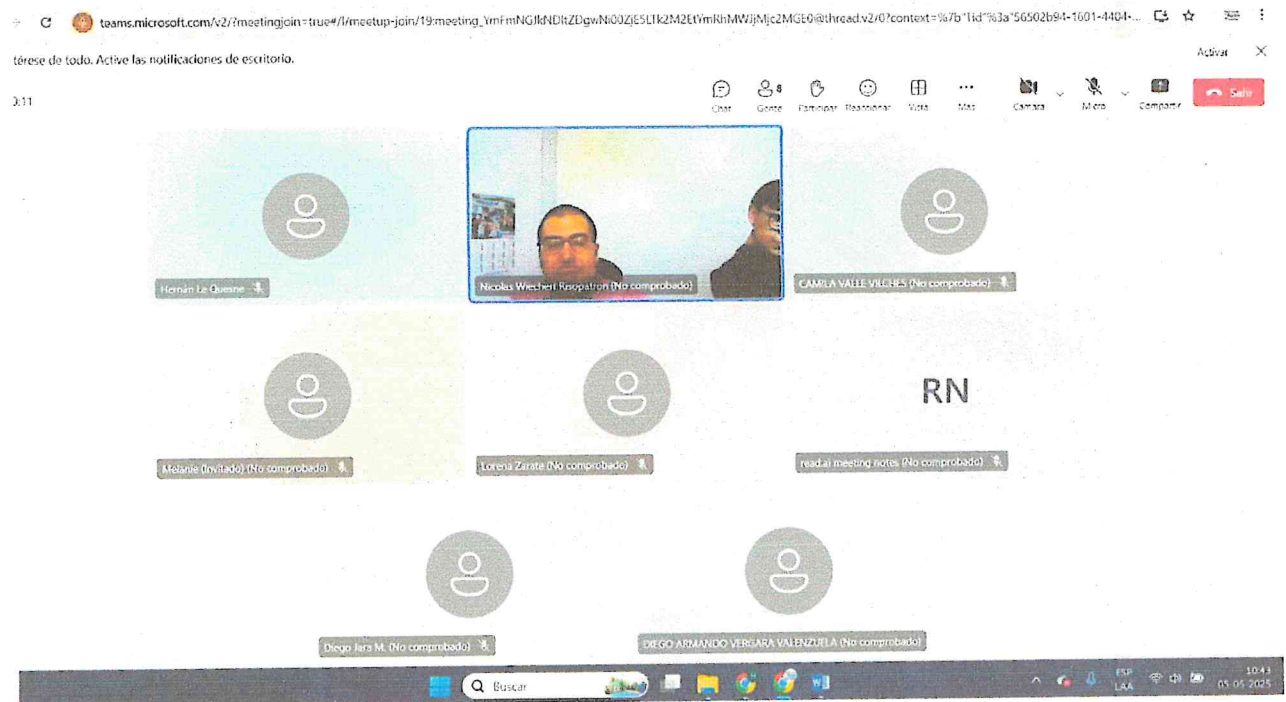 teams.microsoft.com/v2/?meetingjoin=true#/l/meetup-join/19:meeting_
térese de todo. Active las notificaciones de escritorio.
Activar
0:11
Chat
Gente 8
Participar
Reaccionar
Vista
Más
Cámara
Micro
Compartir
Salir
Hernán Le Quesne
Nicolas Wiechert Risopatron (No comprobado)
CAMILA VALLE VILCHES (No comprobado)
Melanie (Invitado) (No comprobado)
Lorena Zarate (No comprobado)
RN
read.ai meeting notes (No comprobado)
Diego Jara M. (No comprobado)
DIEGO ARMANDO VERGARA VALENZUELA (No comprobado)
Buscar
ESP
LAA
10:43
05-05-2025